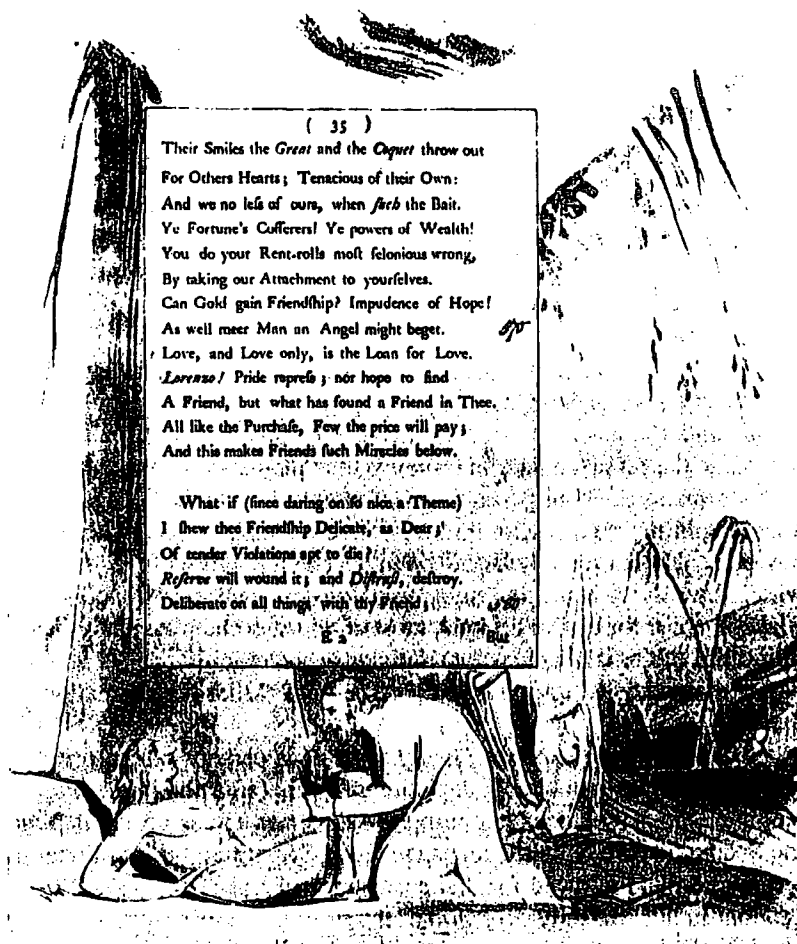 ( 35 )
Their Smiles the Great and the Coquet throw out
For Others Hearts; Tenacious of their Own:
And we no leſs of ours, when ſuch the Bait.
Ye Fortune's Cofferers! Ye powers of Wealth!
You do your Rent-rolls moſt felonious wrong,
By taking our Attachment to yourſelves.
Can Gold gain Friendſhip? Impudence of Hope!
As well meer Man an Angel might beget.
570
Love, and Love only, is the Loan for Love.
Lorenzo! Pride repreſs; nor hope to find
A Friend, but what has found a Friend in Thee.
All like the Purchaſe, Few the price will pay;
And this makes Friends ſuch Miracles below.
What if (ſince daring on ſo nice a Theme)
I ſhew thee Friendſhip Delicate, as Dear;
Of tender Violations apt to die?
Reſerve will wound it; and Diſtruſt, deſtroy.
Deliberate on all things with thy Friend;
E 2 But